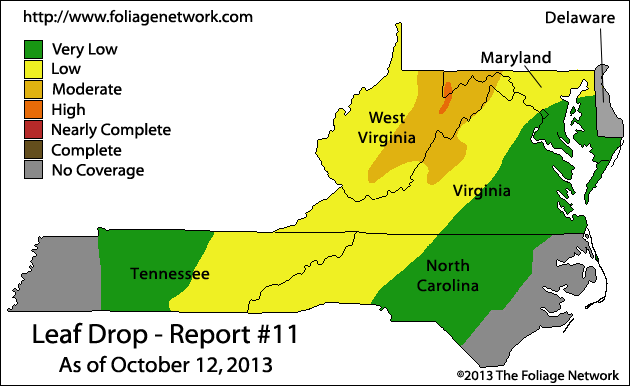 http://www.foliagenetwork.com
Delaware
Very Low
Low
Moderate
High
Nearly Complete
Complete
No Coverage
Maryland
West
Virginia
Virginia
Tennessee
North
Carolina
Leaf Drop - Report #11
As of October 12, 2013
©2013 The Foliage Network